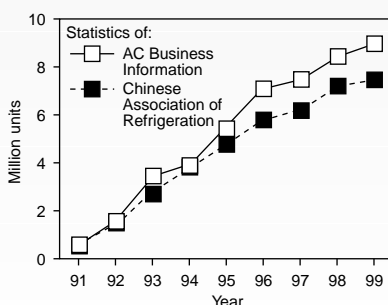 10
8
6
4
2
0
Million units
Statistics of:
AC Business
Information
Chinese
Association of
Refrigeration
91 92 93 94 95 96 97 98 99
Year